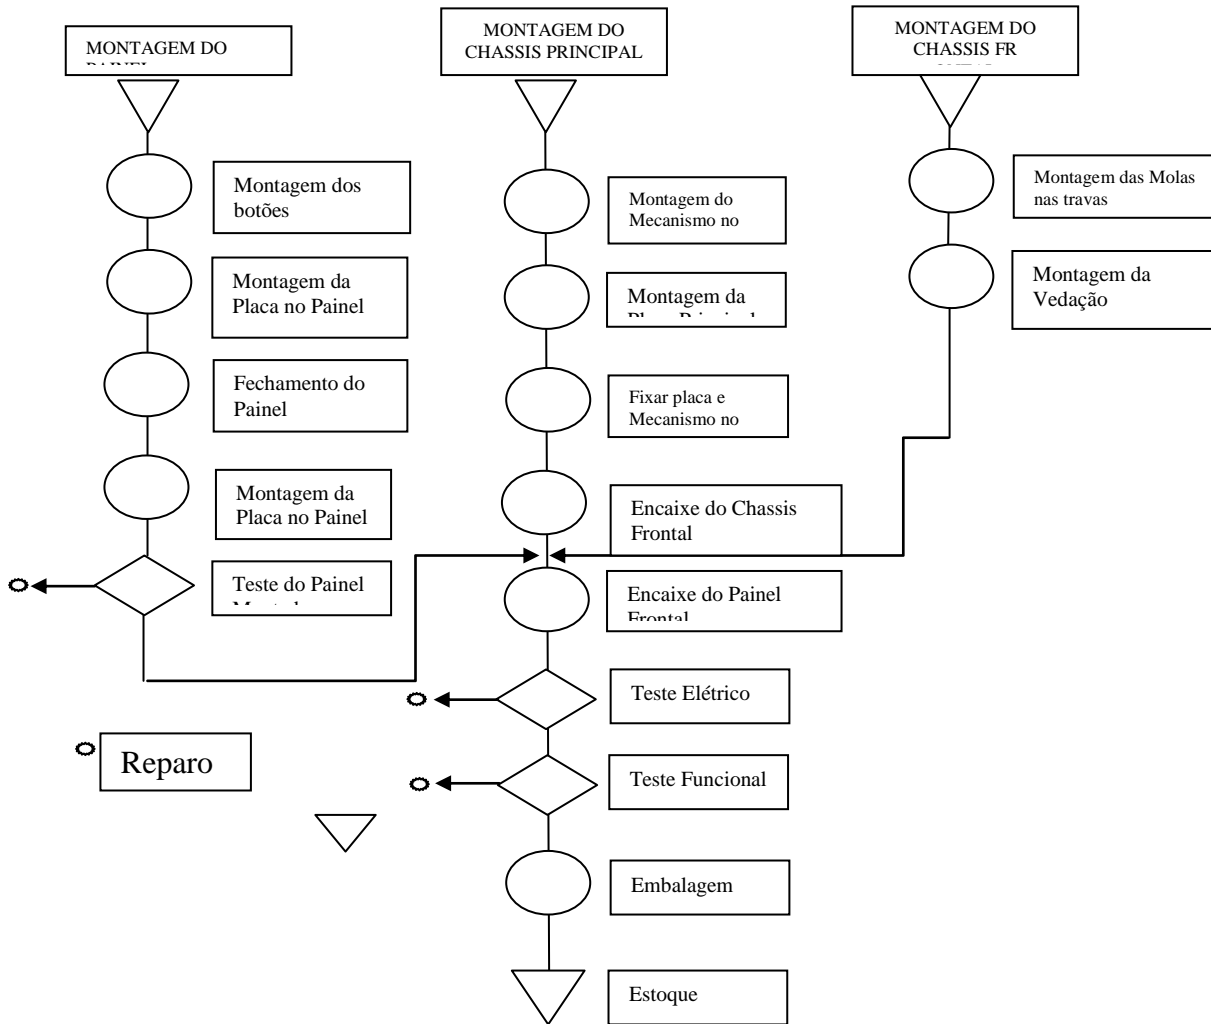 MONTAGEM DO
MONTAGEM DO
CHASSIS PRINCIPAL
MONTAGEM DO
CHASSIS FR
Montagem dos
botões
Montagem da
Placa no Painel
Fechamento do
Painel
Montagem da
Placa no Painel
Teste do Painel
Montagem do
Mecanismo no
Montagem da
Placa Principal
Fixar placa e
Mecanismo no
Encaixe do Chassis
Frontal
Encaixe do Painel
Frontal
Teste Elétrico
Teste Funcional
Embalagem
Estoque
Montagem das Molas
nas travas
Montagem da
Vedação
Reparo